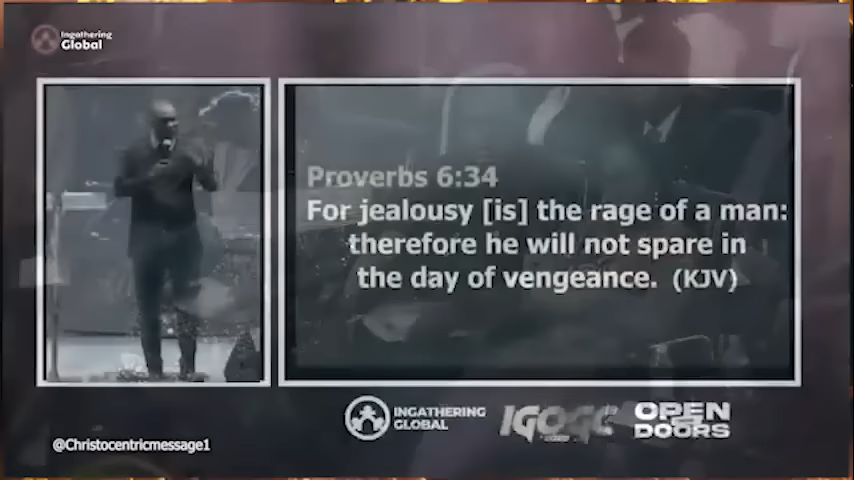 Ingathering
Global
Proverbs 6:34
For jealousy [is] the rage of a man:
therefore he will not spare in
the day of vengeance. (KJV)
INGATHERING
GLOBAL
OPEN
DOORS
@Christocentricmessage1